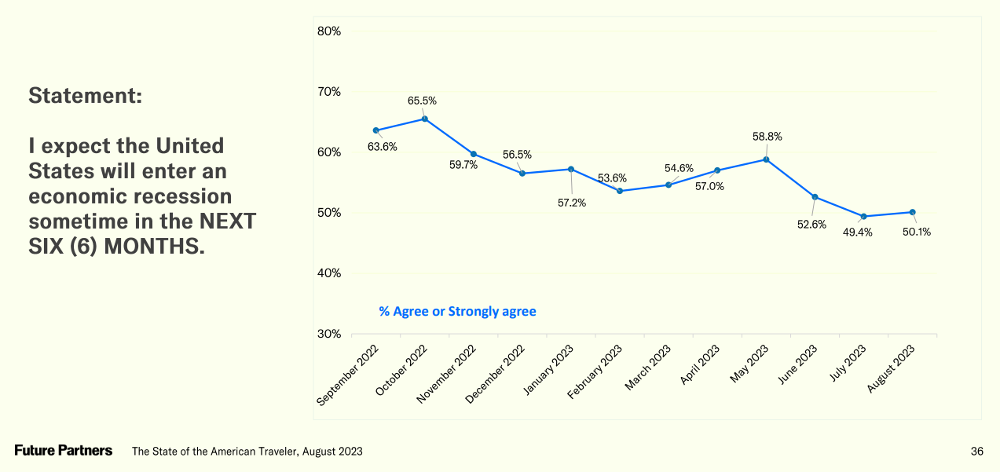 Statement:
I expect the United
States will enter an
economic recession
sometime in the NEXT
SIX (6) MONTHS.
80%
70%
60%
50%
40%
30%
63.6%
65.5%
59.7%
56.5%
57.2%
53.6%
54.6%
57.0%
58.8%
52.6%
49.4%
50.1%
% Agree or Strongly agree
September 2022
October 2022
November 2022
December 2022
January 2023
February 2023
March 2023
April 2023
May 2023
June 2023
July 2023
August 2023
Future Partners The State of the American Traveler, August 2023 36